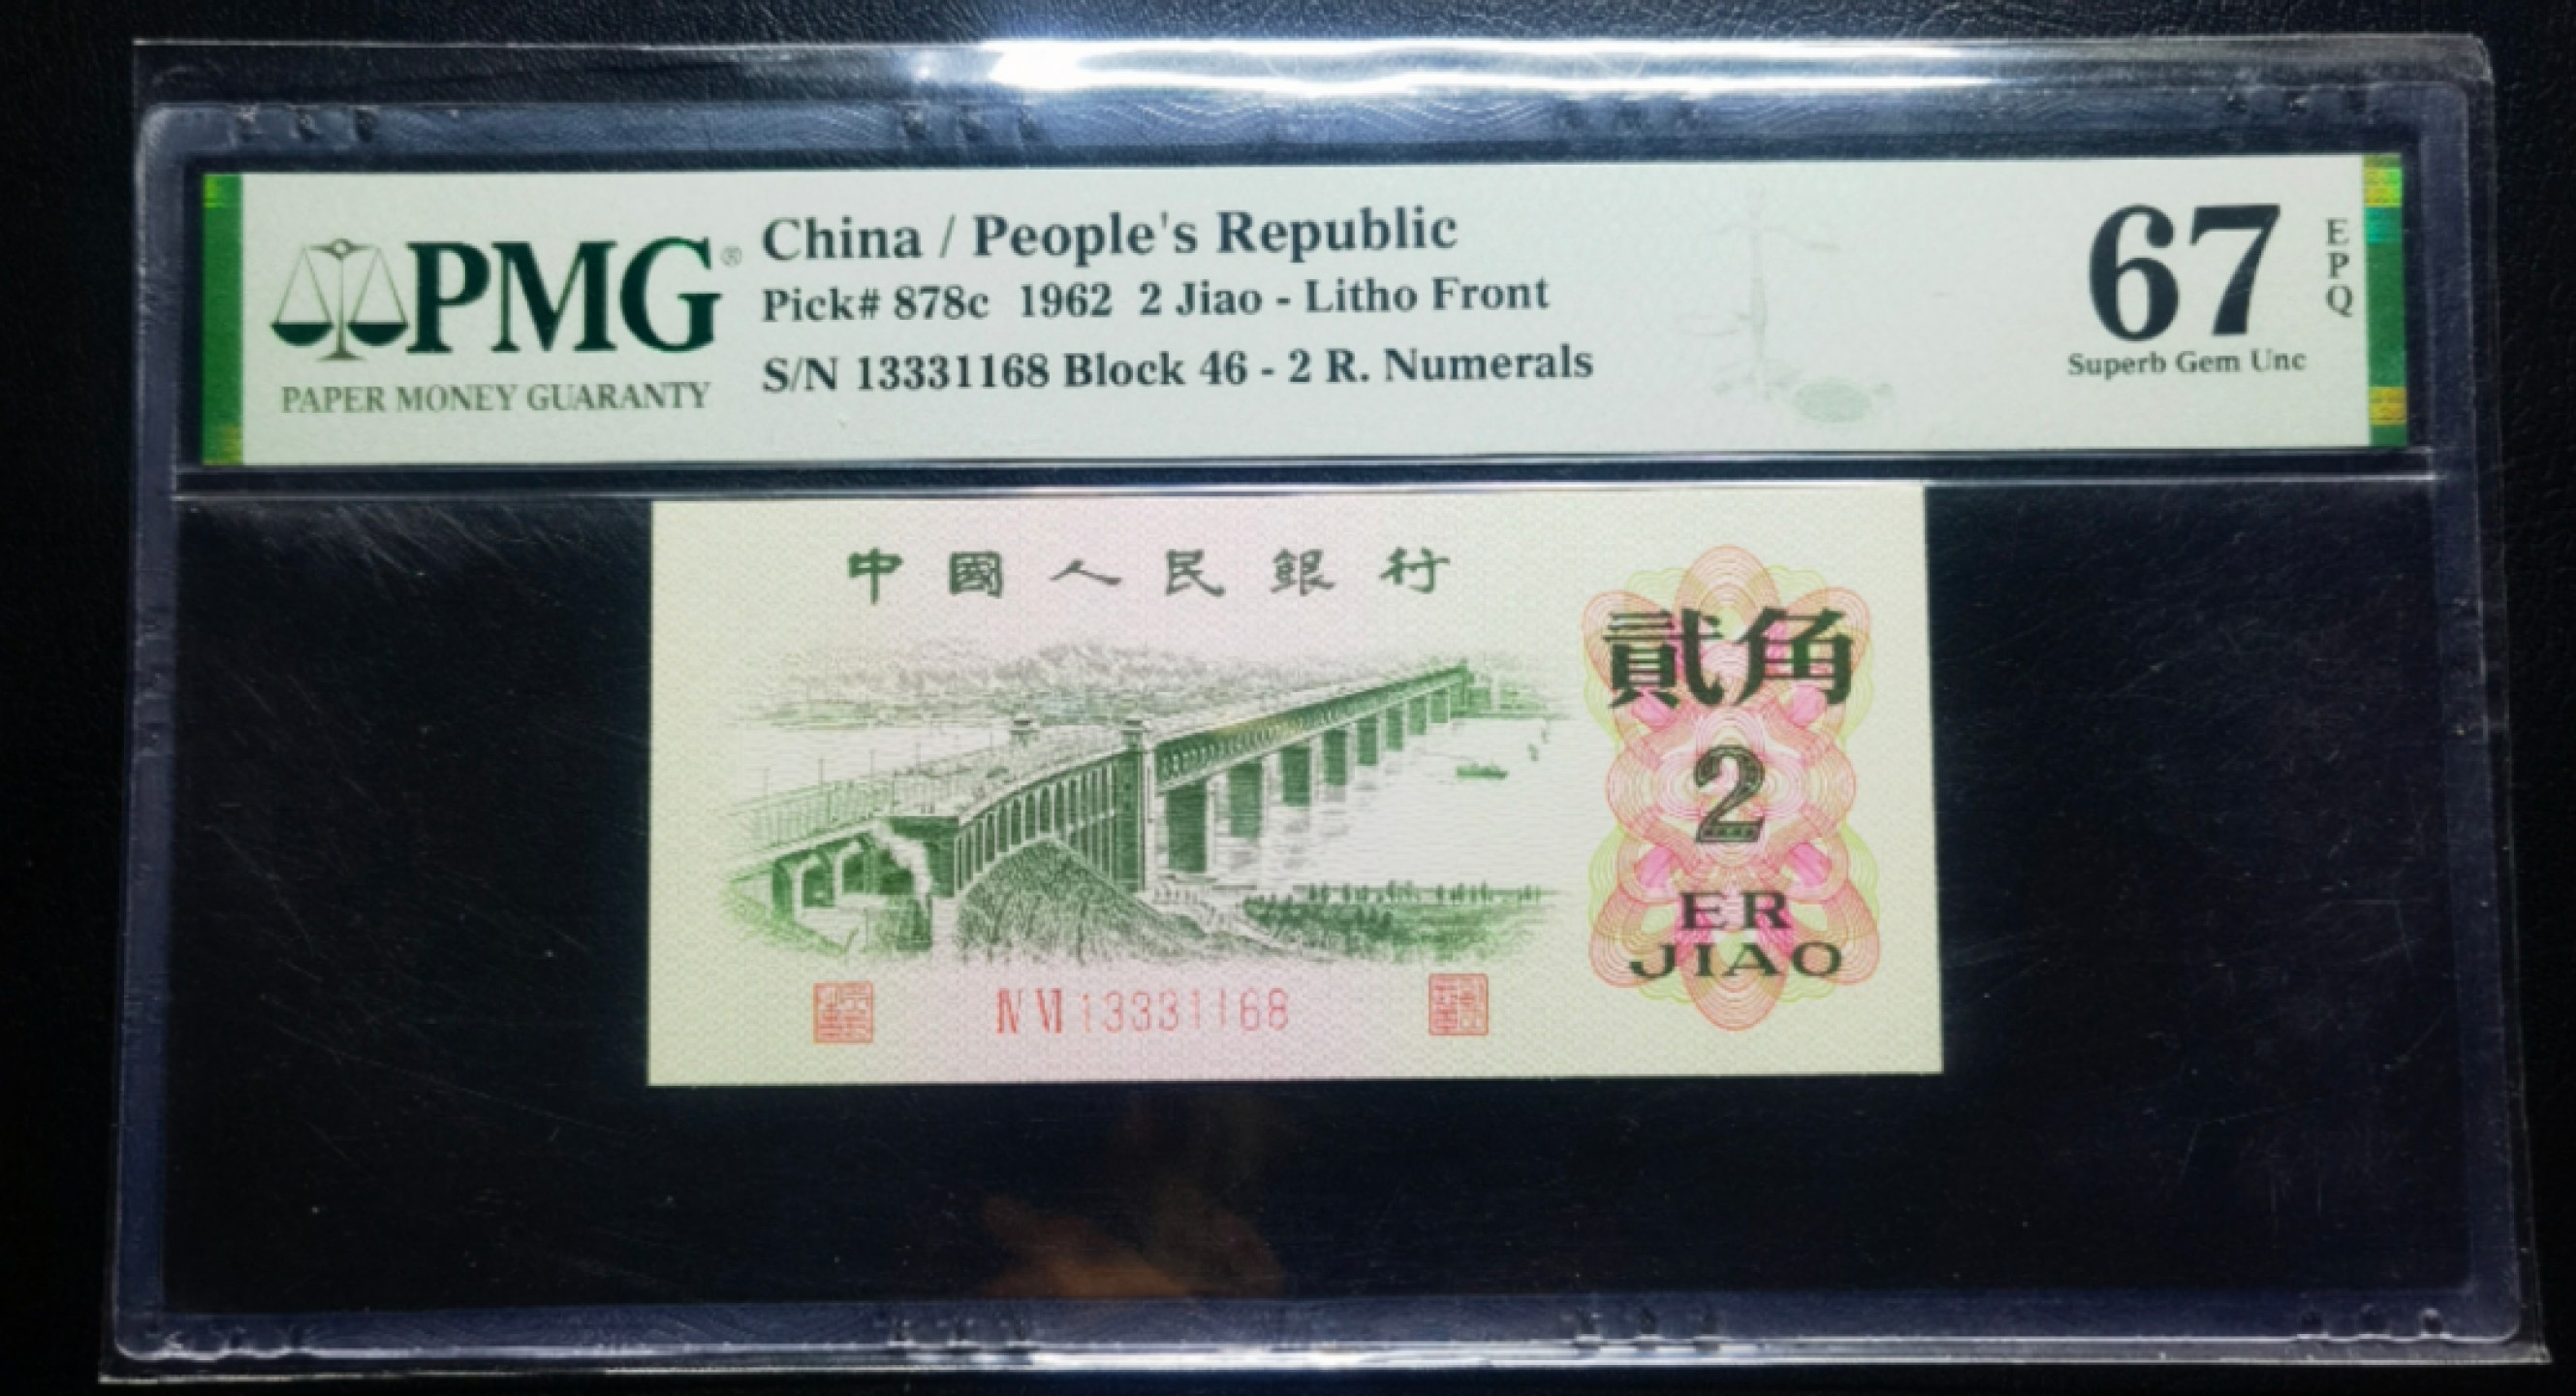 PMG®
PAPER MONEY GUARANTY
China / People's Republic
Pick# 878c 1962 2 Jiao - Litho Front
S/N 13331168 Block 46 - 2 R. Numerals
67
EPQ
Superb Gem Unc
中國人民銀行
貳角
2
ER
JIAO
Ⅳ Ⅵ 13331168